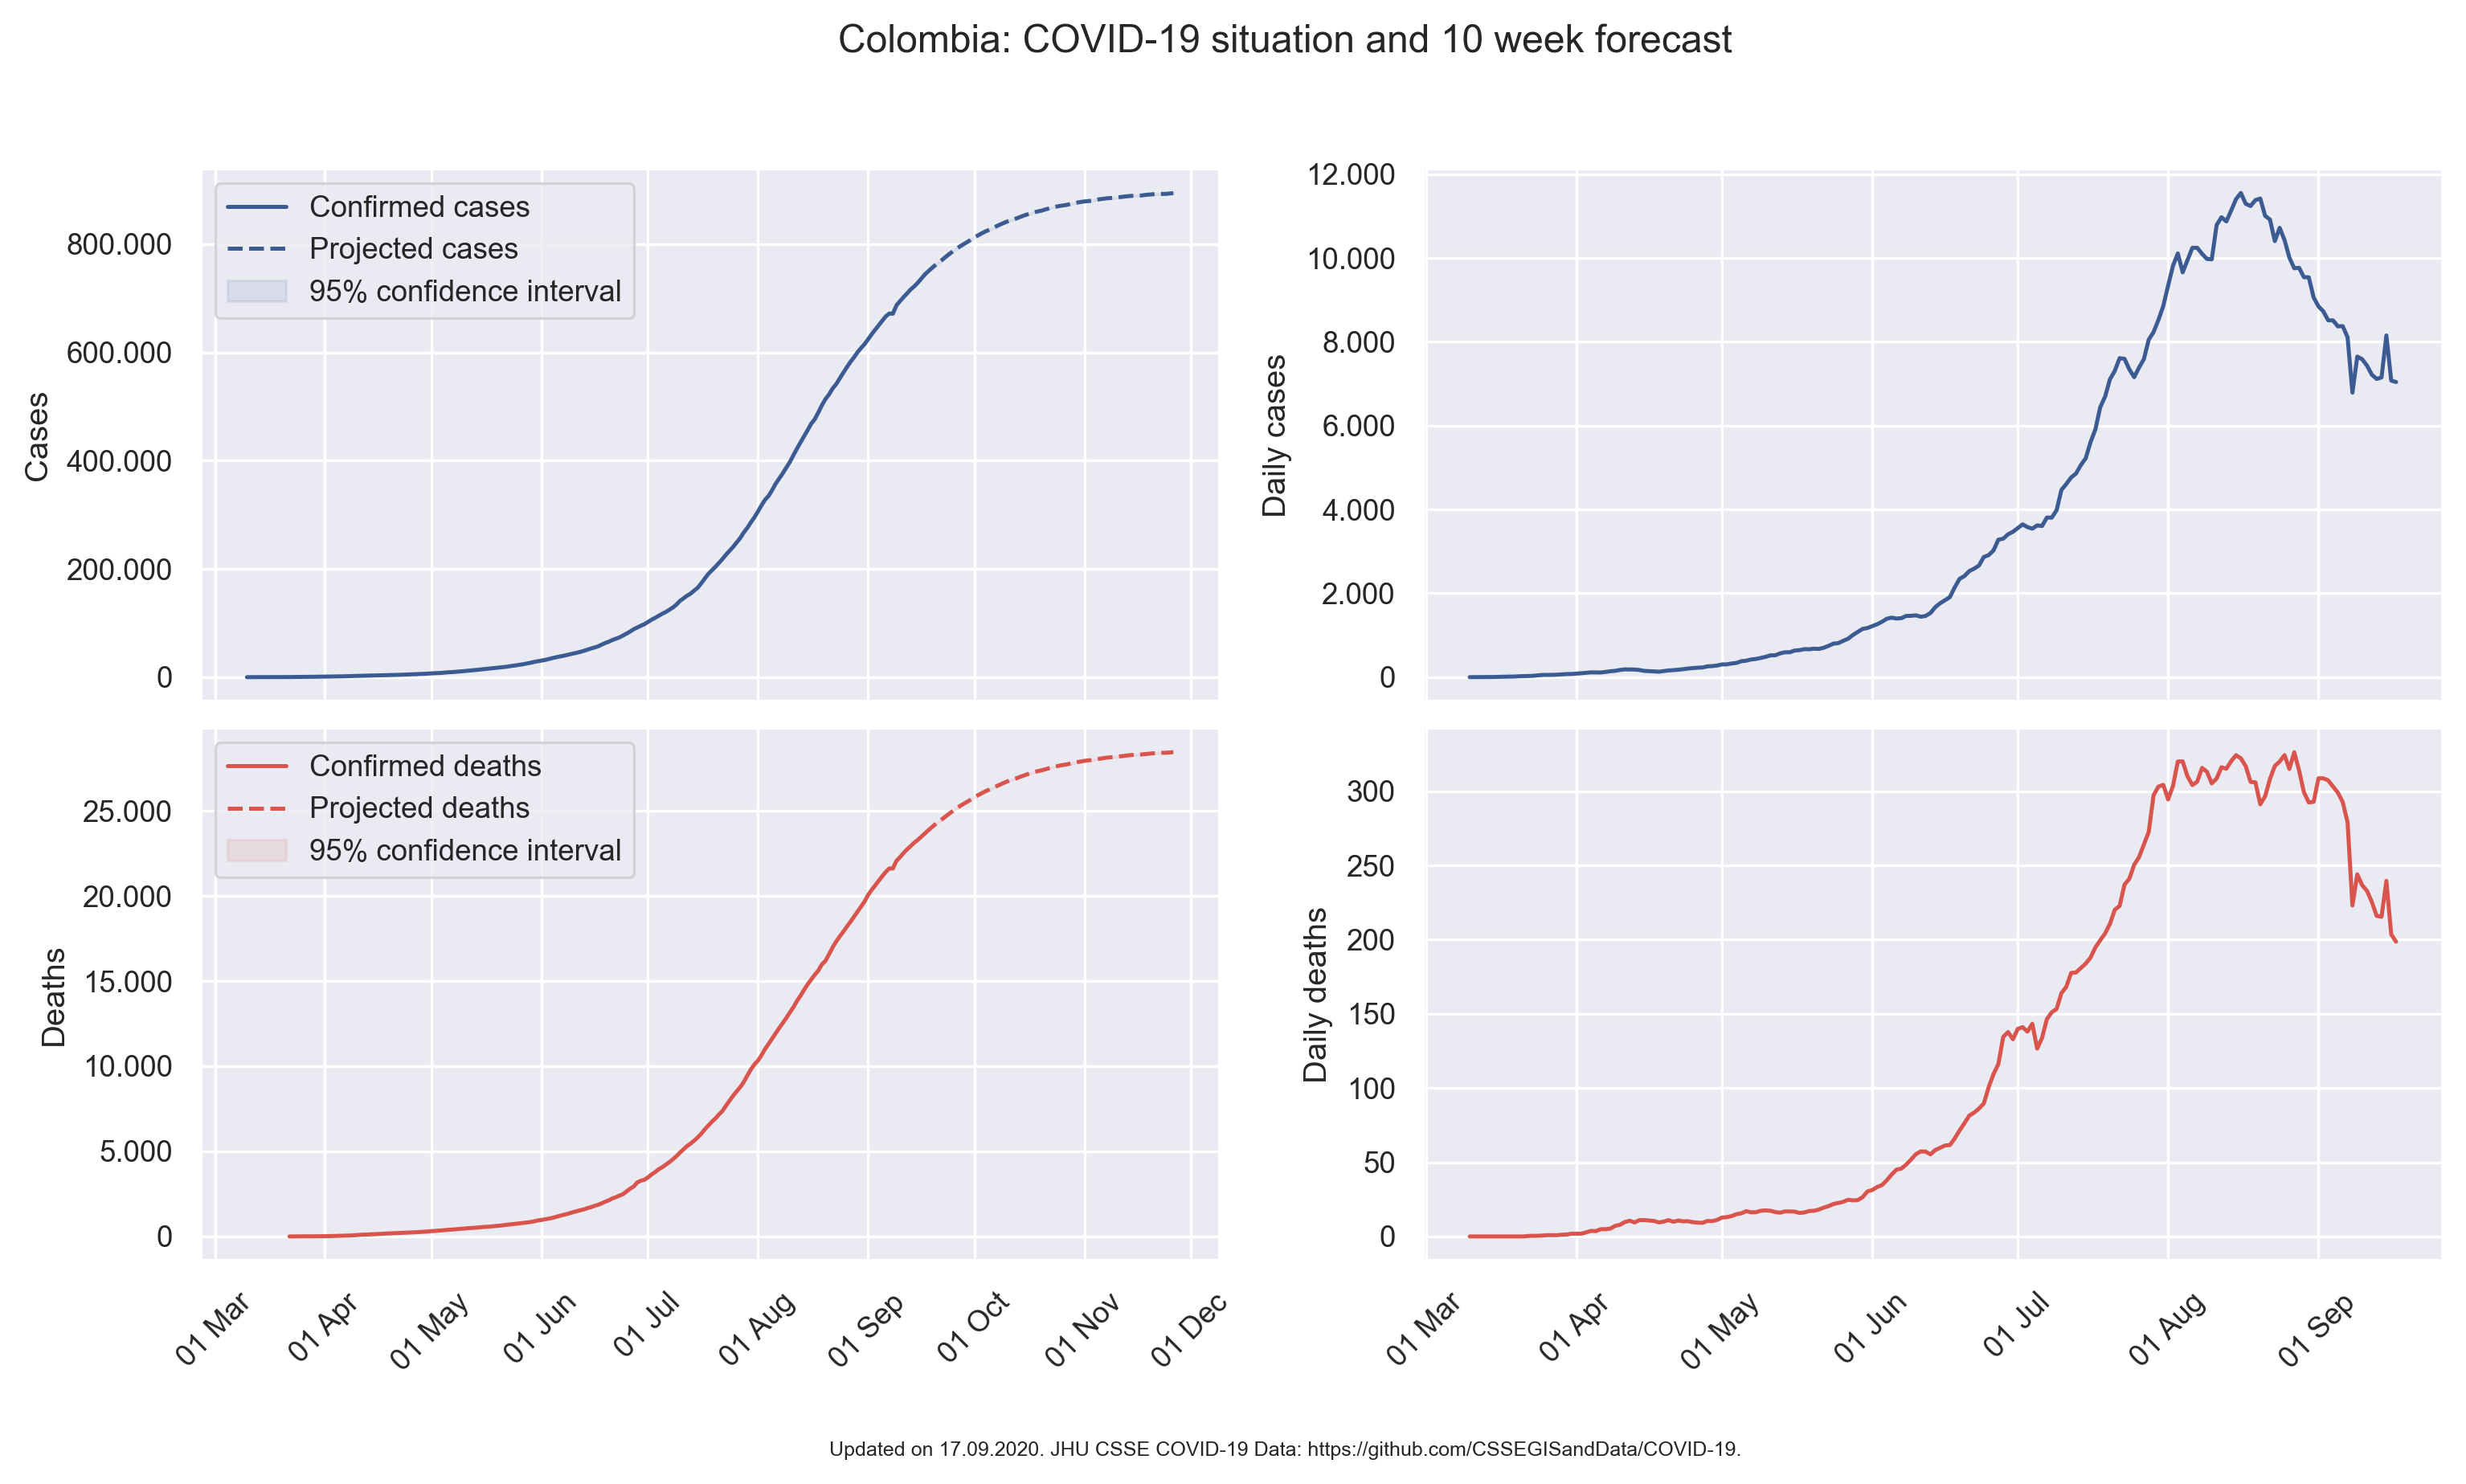 Colombia: COVID-19 situation and 10 week forecast
Confirmed cases
Projected cases
95% confidence interval
Cases
800.000
600.000
400.000
200.000
0
Daily cases
12.000
10.000
8.000
6.000
4.000
2.000
0
Confirmed deaths
Projected deaths
95% confidence interval
Deaths
25.000
20.000
15.000
10.000
5.000
0
01 Mar
01 Apr
01 May
01 Jun
01 Jul
01 Aug
01 Sep
01 Oct
01 Nov
01 Dec
Daily deaths
300
250
200
150
100
50
0
01 Mar
01 Apr
01 May
01 Jun
01 Jul
01 Aug
01 Sep
Updated on 17.09.2020. JHU CSSE COVID-19 Data: https://github.com/CSSEGISandData/COVID-19.